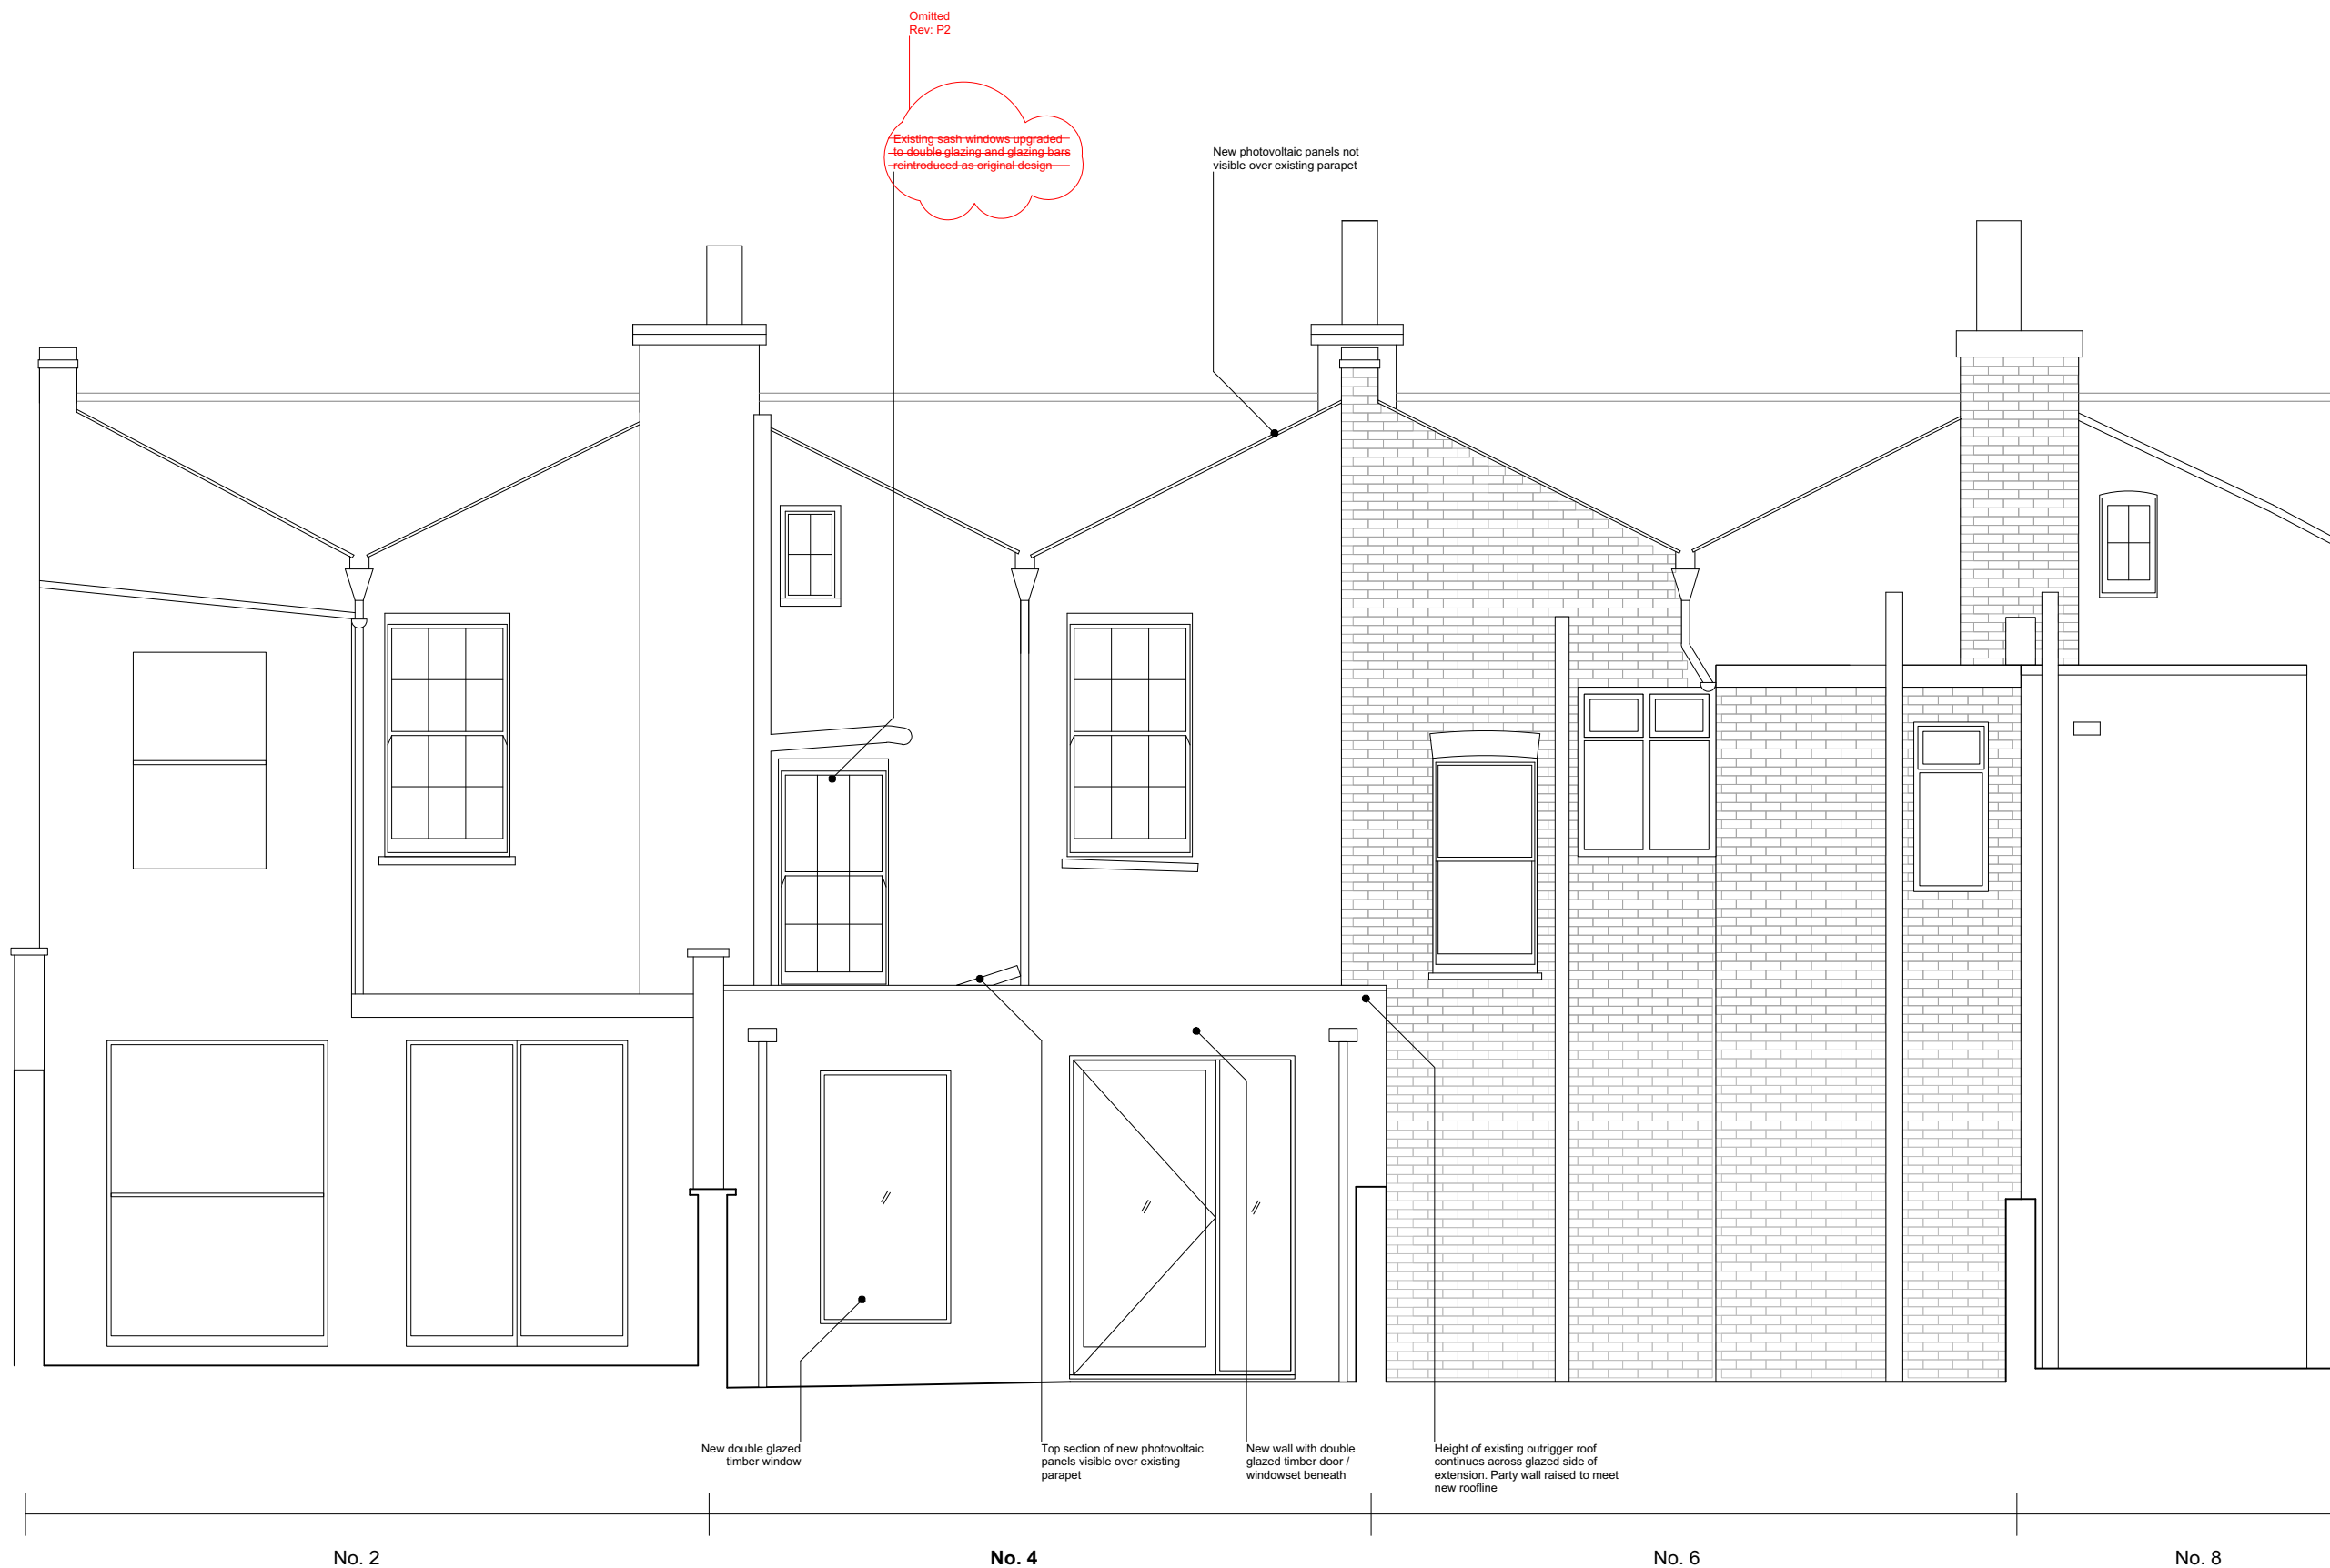 Omitted
Rev: P2
Existing sash windows upgraded
to double glazing and glazing bars
reintroduced as original design
New photovoltaic panels not
visible over existing parapet
New double glazed
timber window
Top section of new photovoltaic
panels visible over existing
parapet
New wall with double
glazed timber door /
windowset beneath
Height of existing outrigger roof
continues across glazed side of
extension. Party wall raised to meet
new roofline
No. 2
No. 4
No. 6
No. 8